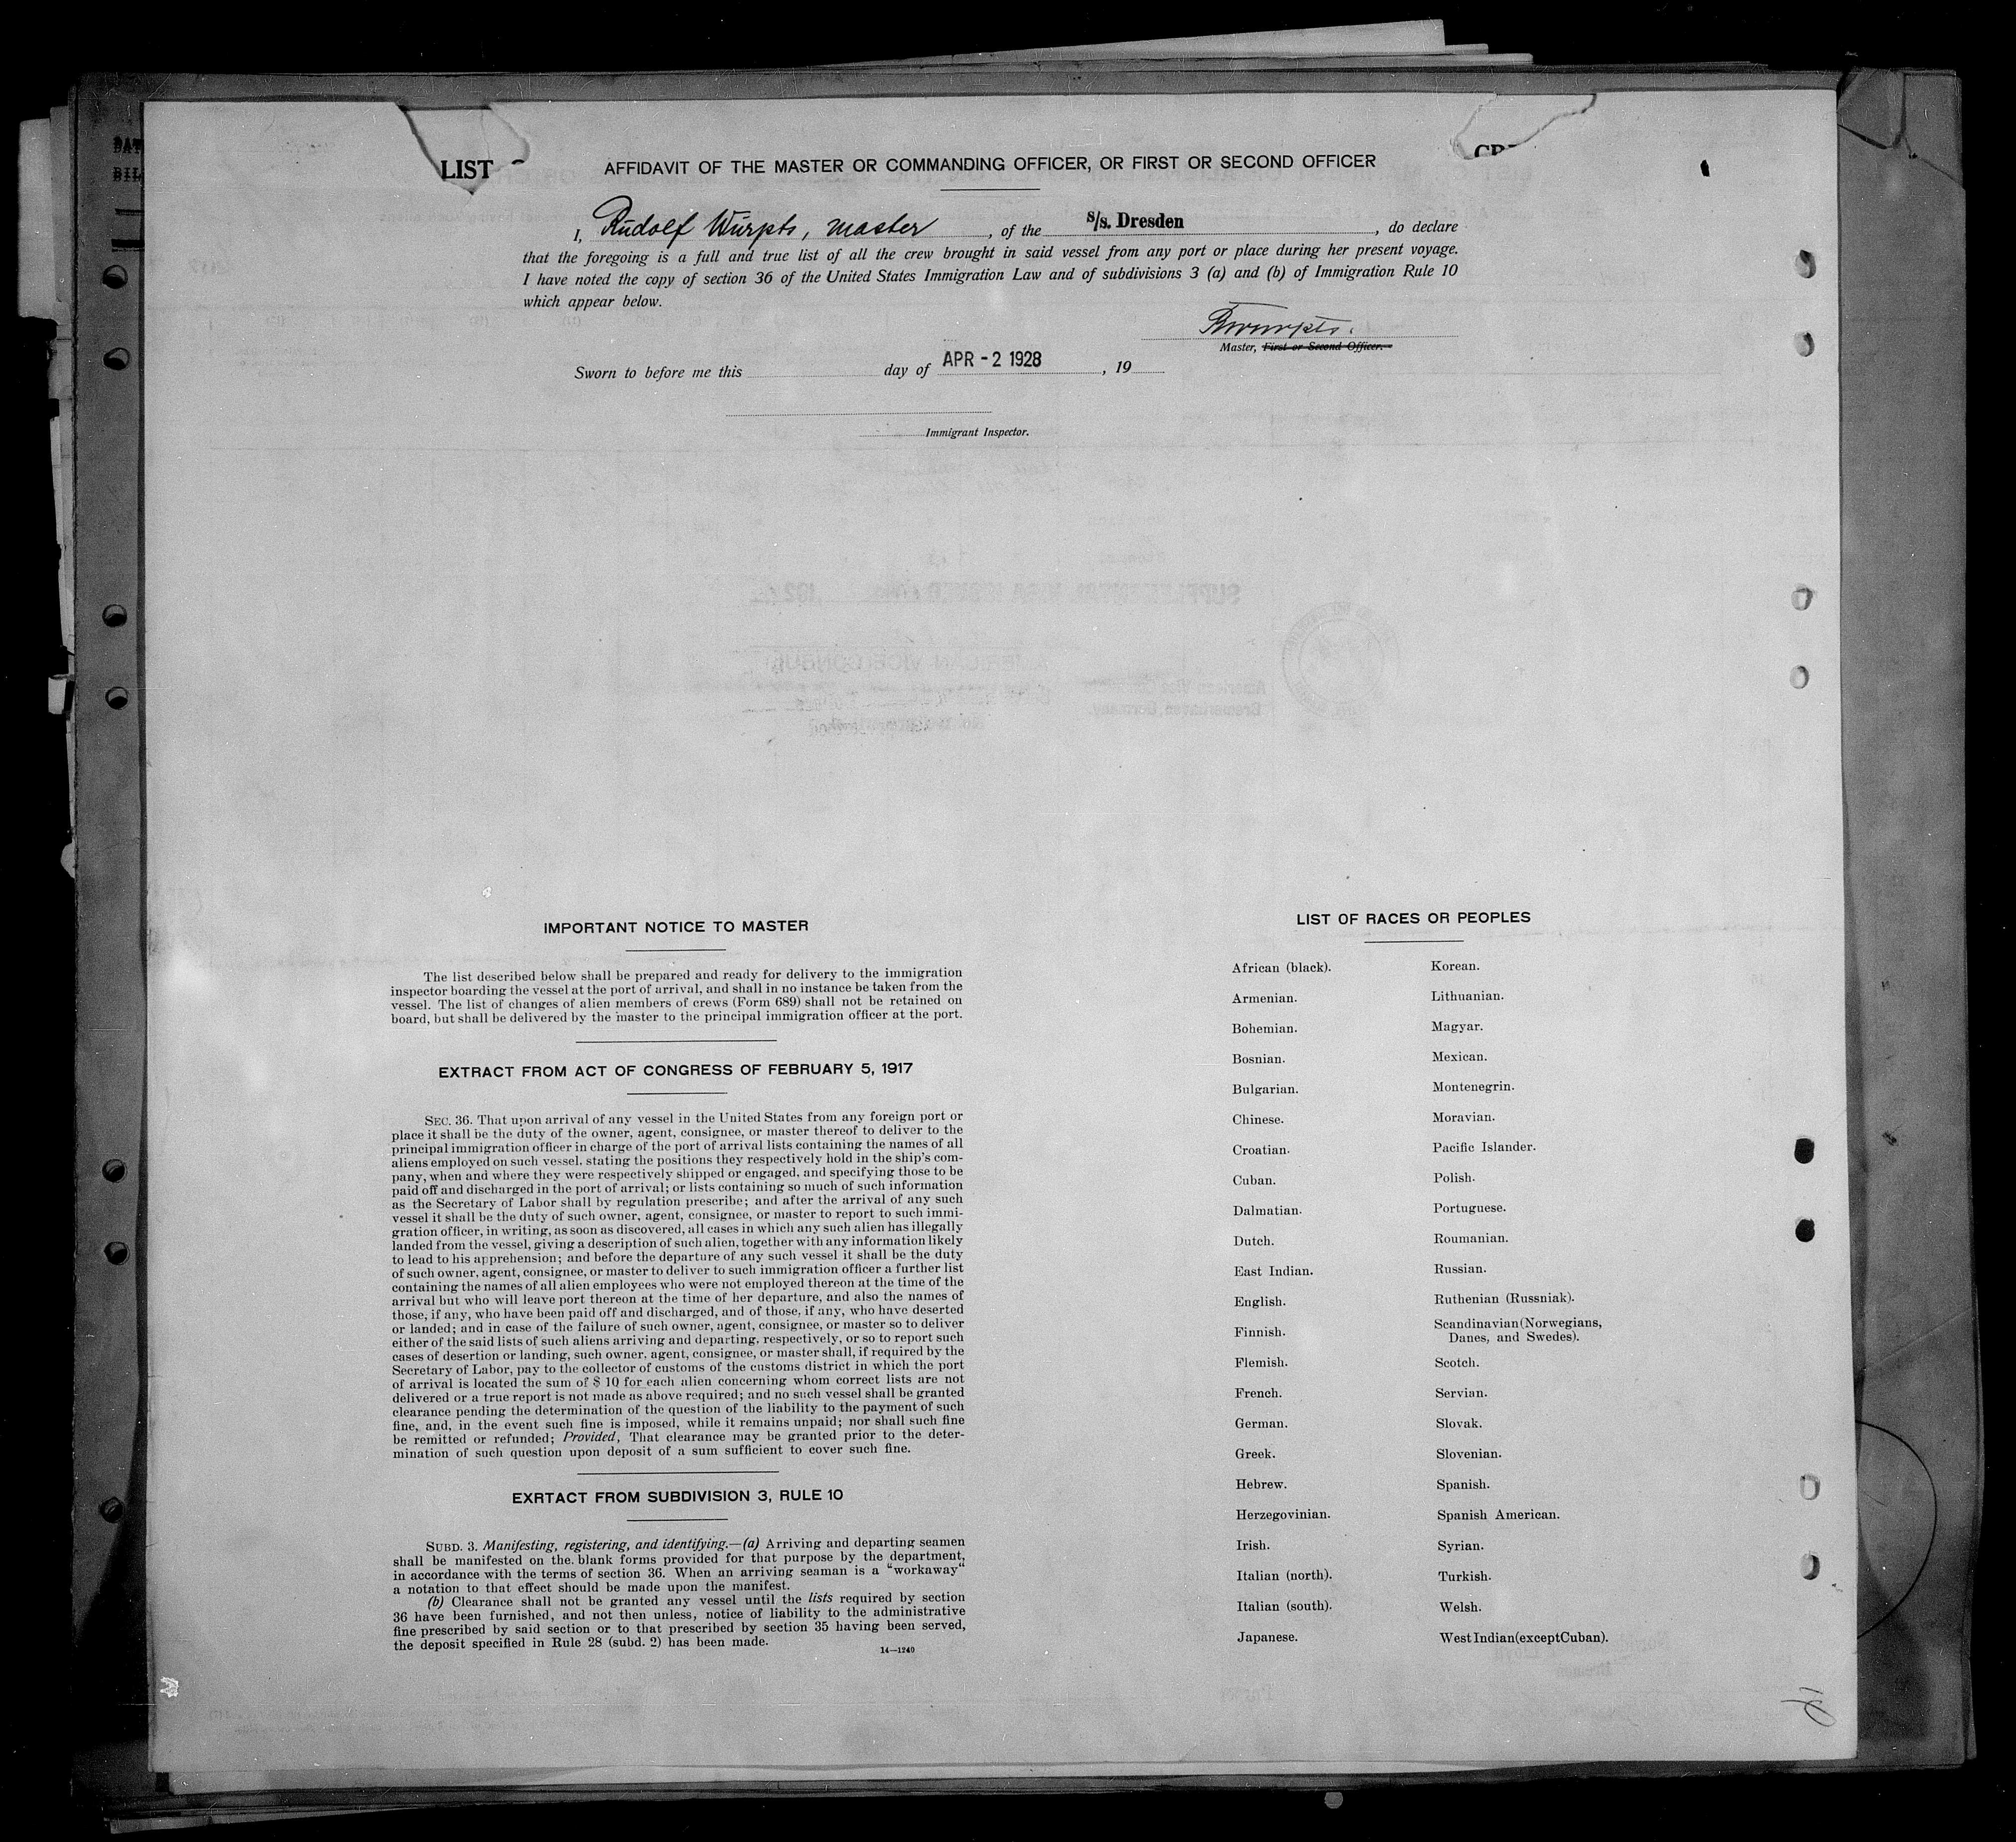 LIST
AFFIDAVIT OF THE MASTER OR COMMANDING OFFICER, OR FIRST OR SECOND OFFICER
I, Rudolf Würpts, master, of the S/s. Dresden, do declare
that the foregoing is a full and true list of all the crew brought in said vessel from any port or place during her present voyage.
I have noted the copy of section 36 of the United States Immigration Law and of subdivisions 3 (a) and (b) of Immigration Rule 10
which appear below.
RWurpts.
Master, First or Second Officer.
Sworn to before me this day of APR - 2 1928, 19
Immigrant Inspector.
IMPORTANT NOTICE TO MASTER
The list described below shall be prepared and ready for delivery to the immigration
inspector boarding the vessel at the port of arrival, and shall in no instance be taken from the
vessel. The list of changes of alien members of crews (Form 689) shall not be retained on
board, but shall be delivered by the master to the principal immigration officer at the port.
EXTRACT FROM ACT OF CONGRESS OF FEBRUARY 5, 1917
SEC. 36. That upon arrival of any vessel in the United States from any foreign port or
place it shall be the duty of the owner, agent, consignee, or master thereof to deliver to the
principal immigration officer in charge of the port of arrival lists containing the names of all
aliens employed on such vessel, stating the positions they respectively hold in the ship's com-
pany, when and where they were respectively shipped or engaged, and specifying those to be
paid off and discharged in the port of arrival; or lists containing so much of such information
as the Secretary of Labor shall by regulation prescribe; and after the arrival of any such
vessel it shall be the duty of such owner, agent, consignee, or master to report to such immi-
gration officer, in writing, as soon as discovered, all cases in which any such alien has illegally
landed from the vessel, giving a description of such alien, together with any information likely
to lead to his apprehension; and before the departure of any such vessel it shall be the duty
of such owner, agent, consignee, or master to deliver to such immigration officer a further list
containing the names of all alien employees who were not employed thereon at the time of the
arrival but who will leave port thereon at the time of her departure, and also the names of
those, if any, who have been paid off and discharged, and of those, if any, who have deserted
or landed; and in case of the failure of such owner, agent, consignee, or master so to deliver
either of the said lists of such aliens arriving and departing, respectively, or so to report such
cases of desertion or landing, such owner, agent, consignee, or master shall, if required by the
Secretary of Labor, pay to the collector of customs of the customs district in which the port
of arrival is located the sum of $ 10 for each alien concerning whom correct lists are not
delivered or a true report is not made as above required; and no such vessel shall be granted
clearance pending the determination of the question of the liability to the payment of such
fine, and, in the event such fine is imposed, while it remains unpaid; nor shall such fine
be remitted or refunded; Provided, That clearance may be granted prior to the deter-
mination of such question upon deposit of a sum sufficient to cover such fine.
EXRTACT FROM SUBDIVISION 3, RULE 10
SUBD. 3. Manifesting, registering, and identifying.—(a) Arriving and departing seamen
shall be manifested on the. blank forms provided for that purpose by the department,
in accordance with the terms of section 36. When an arriving seaman is a “workaway“
a notation to that effect should be made upon the manifest.
(b) Clearance shall not be granted any vessel until the lists required by section
36 have been furnished, and not then unless, notice of liability to the administrative
fine prescribed by said section or to that prescribed by section 35 having been served,
the deposit specified in Rule 28 (subd. 2) has been made.
14—1240
LIST OF RACES OR PEOPLES
African (black).
Armenian.
Bohemian.
Bosnian.
Bulgarian.
Chinese.
Croatian.
Cuban.
Dalmatian.
Dutch.
East Indian.
English.
Finnish.
Flemish.
French.
German.
Greek.
Hebrew.
Herzegovinian.
Irish.
Italian (north).
Italian (south).
Japanese.
Korean.
Lithuanian.
Magyar.
Mexican.
Montenegrin.
Moravian.
Pacific Islander.
Polish.
Portuguese.
Roumanian.
Russian.
Ruthenian (Russniak).
Scandinavian (Norwegians,
Danes, and Swedes).
Scotch.
Servian.
Slovak.
Slovenian.
Spanish.
Spanish American.
Syrian.
Turkish.
Welsh.
West Indian (except Cuban).